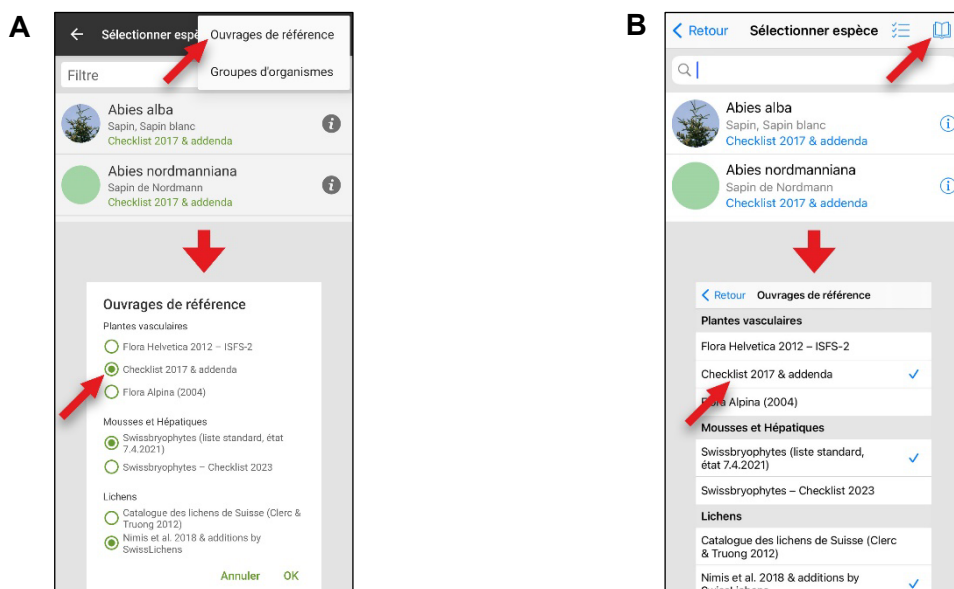 A
Sélectionner espè
Ouvrages de référence
Groupes d'organismes
Filtre
Abies alba
Sapin, Sapin blanc
Checklist 2017 & addenda
Abies nordmanniana
Sapin de Nordmann
Checklist 2017 & addenda
Ouvrages de référence
Plantes vasculaires
Flora Helvetica 2012 – ISFS-2
Checklist 2017 & addenda
Flora Alpina (2004)
Mousses et Hépatiques
Swissbryophytes (liste standard, état
7.4.2021)
Swissbryophytes – Checklist 2023
Lichens
Catalogue des lichens de Suisse (Clerc &
Truong 2012)
Nimis et al. 2018 & additions by
SwissLichens
Annuler OK
B
Retour Sélectionner espèce
Abies alba
Sapin, Sapin blanc
Checklist 2017 & addenda
Abies nordmanniana
Sapin de Nordmann
Checklist 2017 & addenda
Retour Ouvrages de référence
Plantes vasculaires
Flora Helvetica 2012 – ISFS-2
Checklist 2017 & addenda
Flora Alpina (2004)
Mousses et Hépatiques
Swissbryophytes (liste standard,
état 7.4.2021)
Swissbryophytes – Checklist 2023
Lichens
Catalogue des lichens de Suisse (Clerc
& Truong 2012)
Nimis et al. 2018 & additions by